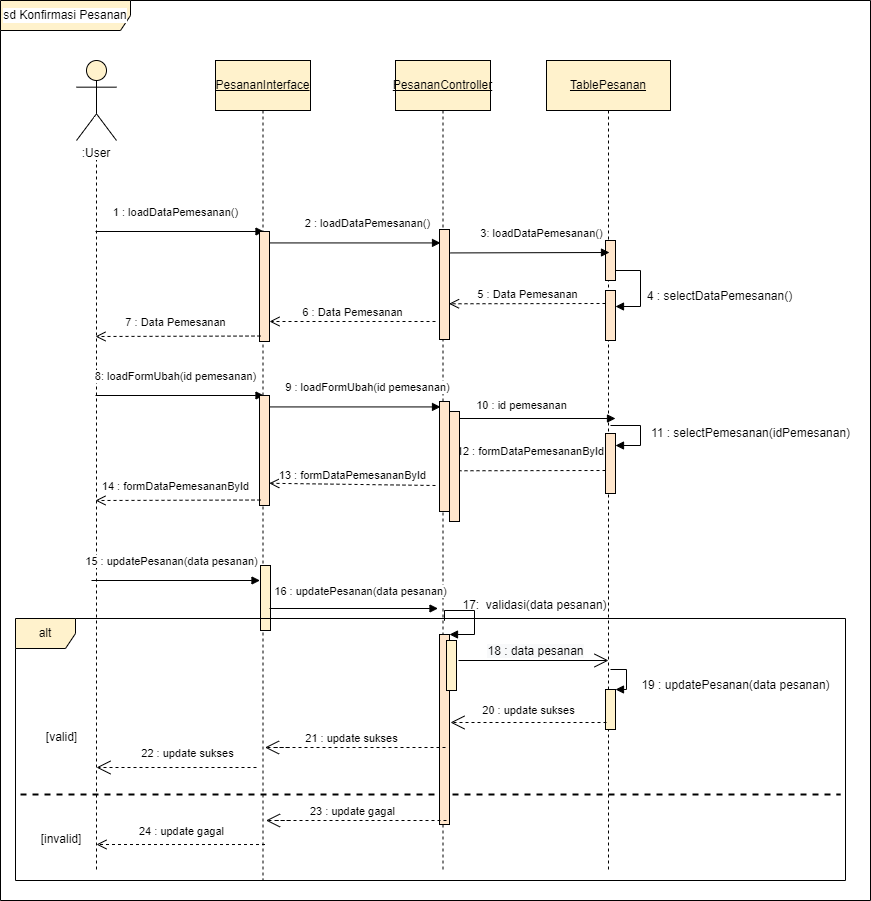 sd Konfirmasi Pesanan
PesananInterface
PesananController
TablePesanan
:User
1 : loadDataPemesanan()
2 : loadDataPemesanan()
3: loadDataPemesanan()
4 : selectDataPemesanan()
5 : Data Pemesanan
6 : Data Pemesanan
7 : Data Pemesanan
8: loadFormUbah(id pemesanan)
9 : loadFormUbah(id pemesanan)
10 : id pemesanan
11 : selectPemesanan(idPemesanan)
12 : formDataPemesananById
13 : formDataPemesananById
14 : formDataPemesananById
15 : updatePesanan(data pesanan)
16 : updatePesanan(data pesanan)
17: validasi(data pesanan)
alt
18 : data pesanan
19 : updatePesanan(data pesanan)
20 : update sukses
21 : update sukses
[valid]
22 : update sukses
23 : update gagal
24 : update gagal
[invalid]